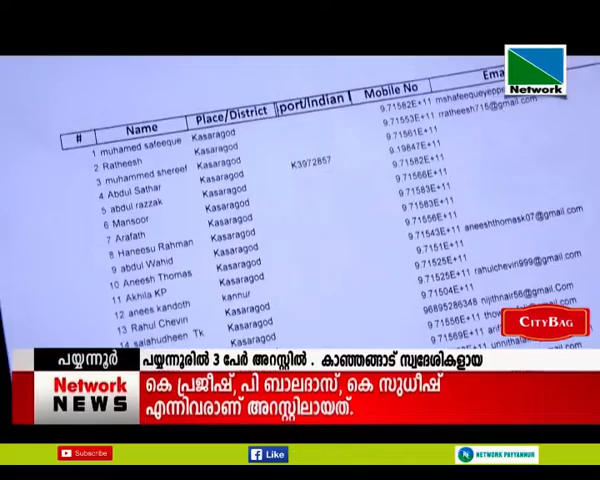 Network
# Name Place/District port/Indian Mobile No Ema
1 muhamed safeeque Kasaragod 9.71582E+11
2 Ratheesh Kasaragod 9.71553E+11 rratheesh715@gmail.com
3 muhammed shereef Kasaragod 9.71561E+11
4 Abdul Sathar Kasaragod K3972857 9.19847E+11
5 abdul razzak Kasaragod 9.71582E+11
6 Mansoor Kasaragod 9.71566E+11
7 Arafath Kasaragod 9.71583E+11
8 Haneesu Rahman Kasaragod 9.71563E+11
9 abdul Wahid Kasaragod 9.71556E+11
10 Aneesh Thomas Kasaragod 9.71543E+11 aneeshthomask07@gmail.com
11 Akhila KP Kasaragod 9.7151E+11
12 anees kandoth kannur 9.71525E+11
13 Rahul Chevin Kasaragod 9.71525E+11 rahulchevin999@gmail.com
14 salahudheen Tk Kasaragod 9.71504E+11
96895286348 nijithnair56@gmail.Com
9.71556E+11
9.71569E+11
CITYBAG
പയ്യന്നൂർ പയ്യന്നൂരിൽ 3 പേർ അറസ്റ്റിൽ . കാഞ്ഞങ്ങാട് സ്വദേശികളായ
Network NEWS
കെ പ്രജീഷ്, പി ബാലദാസ്, കെ സുധീഷ്
എന്നിവരാണ് അറസ്റ്റിലായത്.
Subscribe Like NETWORK PAYYANNUR